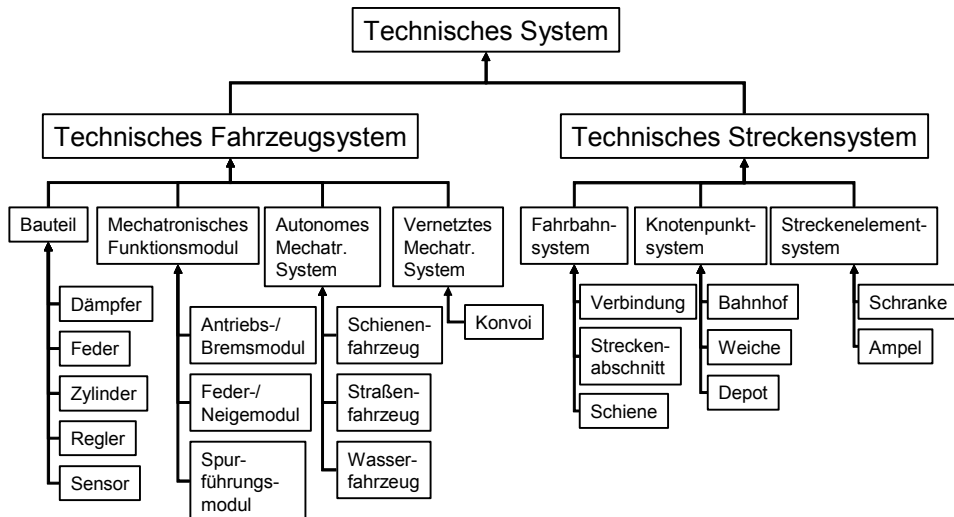 Technisches System
Technisches Fahrzeugsystem
Technisches Streckensystem
Bauteil
Mechatronisches
Funktionsmodul
Autonomes
Mechatr.
System
Vernetztes
Mechatr.
System
Fahrbahn-
system
Knotenpunkt-
system
Streckenelement-
system
Dämpfer
Feder
Zylinder
Regler
Sensor
Antriebs-/
Bremsmodul
Feder-/
Neigemodul
Spur-
führungs-
modul
Schienen-
fahrzeug
Straßen-
fahrzeug
Wasser-
fahrzeug
Konvoi
Verbindung
Strecken-
abschnitt
Schiene
Bahnhof
Weiche
Depot
Schranke
Ampel